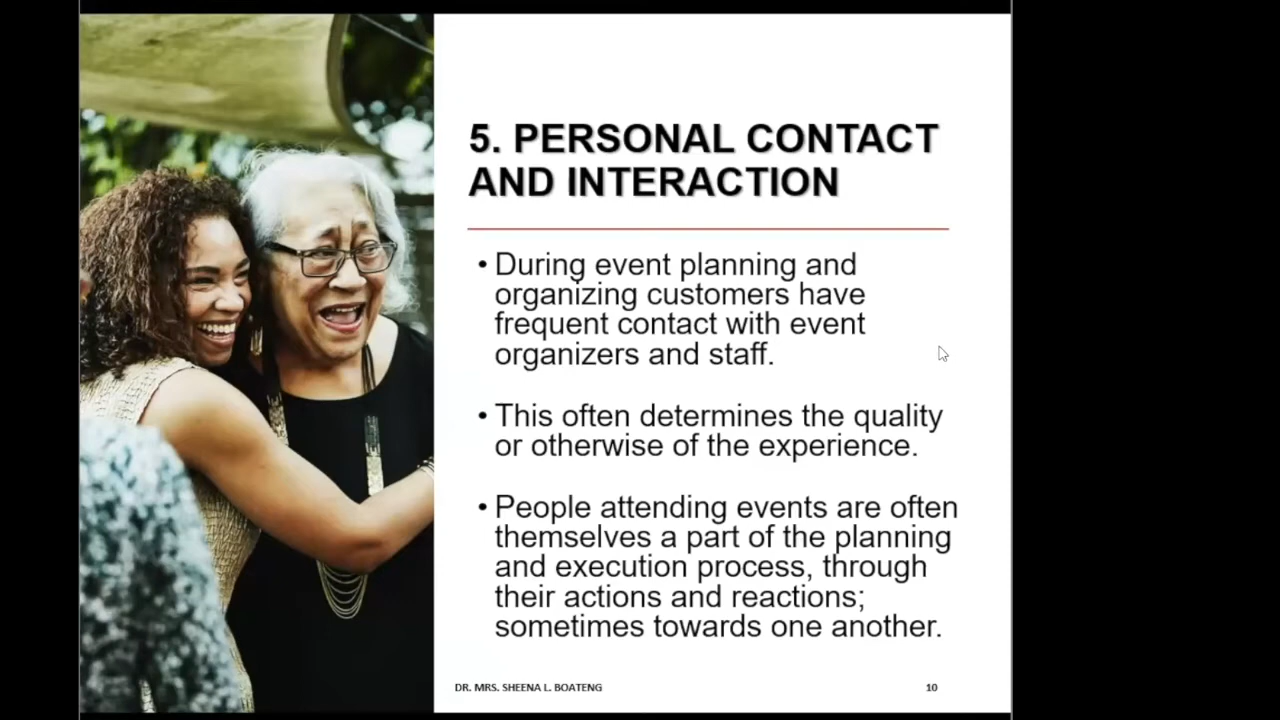 5. PERSONAL CONTACT
AND INTERACTION
• During event planning and
organizing customers have
frequent contact with event
organizers and staff.
• This often determines the quality
or otherwise of the experience.
• People attending events are often
themselves a part of the planning
and execution process, through
their actions and reactions;
sometimes towards one another.
DR. MRS. SHEENA L. BOATENG
10